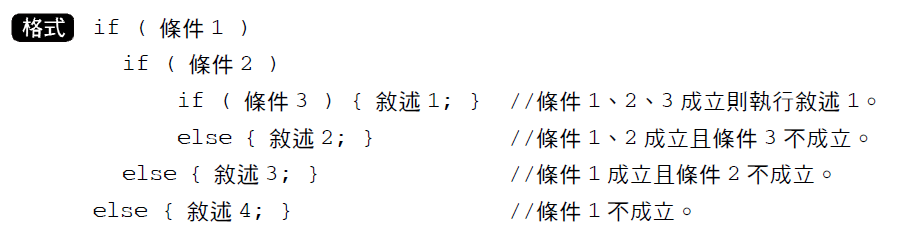 格式 if ( 條件 1 )
if ( 條件 2 )
if ( 條件 3 ) { 敘述 1; } //條件 1、2、3 成立則執行敘述 1。
else { 敘述 2; } //條件 1、2 成立且條件 3 不成立。
else { 敘述 3; } //條件 1 成立且條件 2 不成立。
else { 敘述 4; } //條件 1 不成立。